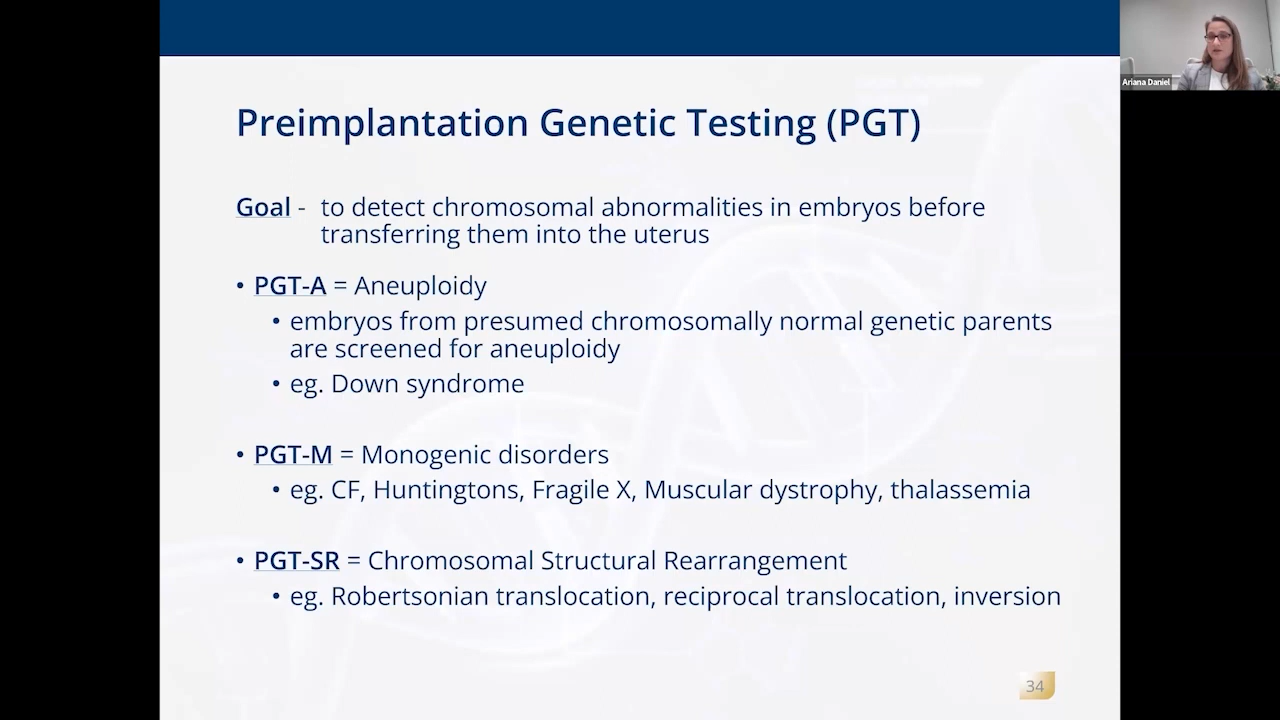 Ariana Daniel
Preimplantation Genetic Testing (PGT)
Goal - to detect chromosomal abnormalities in embryos before
transferring them into the uterus
• PGT-A = Aneuploidy
• embryos from presumed chromosomally normal genetic parents
are screened for aneuploidy
• eg. Down syndrome
• PGT-M = Monogenic disorders
• eg. CF, Huntingtons, Fragile X, Muscular dystrophy, thalassemia
• PGT-SR = Chromosomal Structural Rearrangement
• eg. Robertsonian translocation, reciprocal translocation, inversion
34